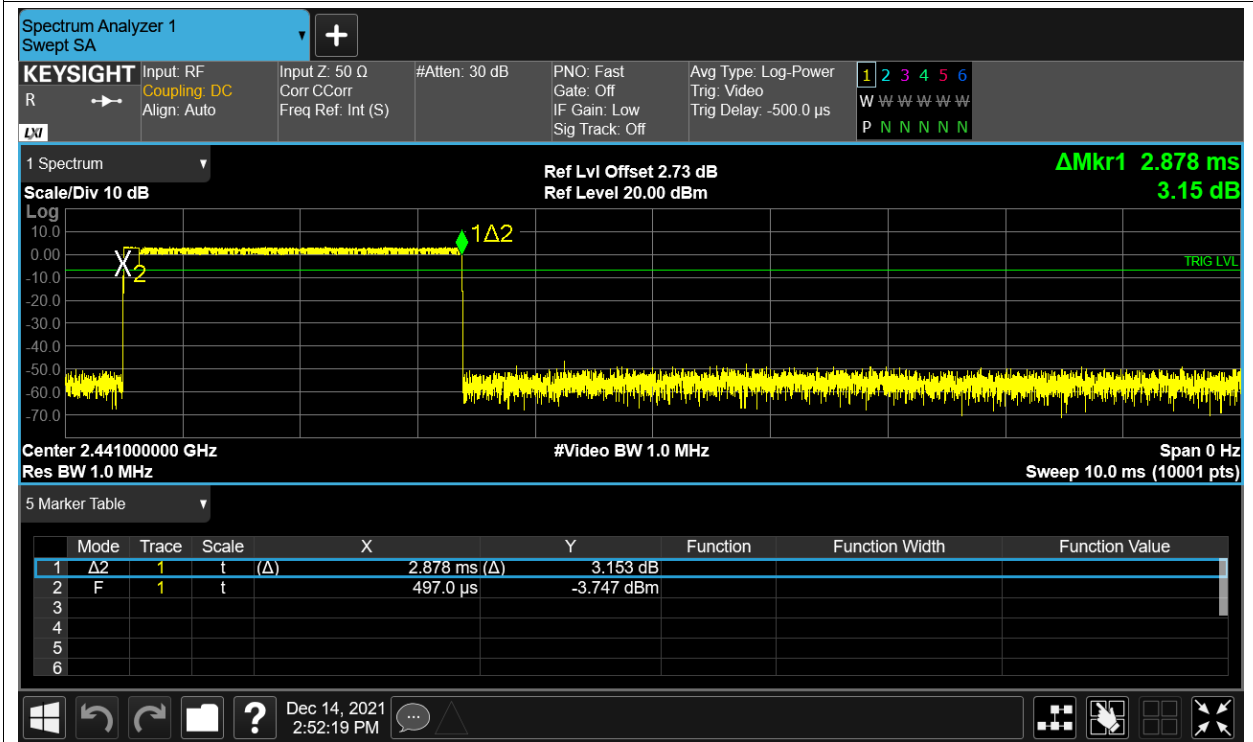 Spectrum Analyzer 1
Swept SA
KEYSIGHT Input: RF Input Z: 50 Ω #Atten: 30 dB PNO: Fast Avg Type: Log-Power 1 2 3 4 5 6
R Coupling: DC Corr CCorr Gate: Off Trig: Video W W W W W W
Align: Auto Freq Ref: Int (S) IF Gain: Low Trig Delay: -500.0 µs
LXI Sig Track: Off P N N N N N
1 Spectrum Ref Lvl Offset 2.73 dB ΔMkr1 2.878 ms
Scale/Div 10 dB Ref Level 20.00 dBm 3.15 dB
Log
10.0
1Δ2
0.00
X 2
TRIG LVL
-10.0
-20.0
-30.0
-40.0
-50.0
-60.0
-70.0
Center 2.441000000 GHz #Video BW 1.0 MHz Span 0 Hz
Res BW 1.0 MHz Sweep 10.0 ms (10001 pts)
5 Marker Table
Mode Trace Scale X Y Function Function Width Function Value
1 Δ2 1 t (Δ) 2.878 ms (Δ) 3.153 dB
2 F 1 t 497.0 µs -3.747 dBm
3
4
5
6
? Dec 14, 2021
2:52:19 PM